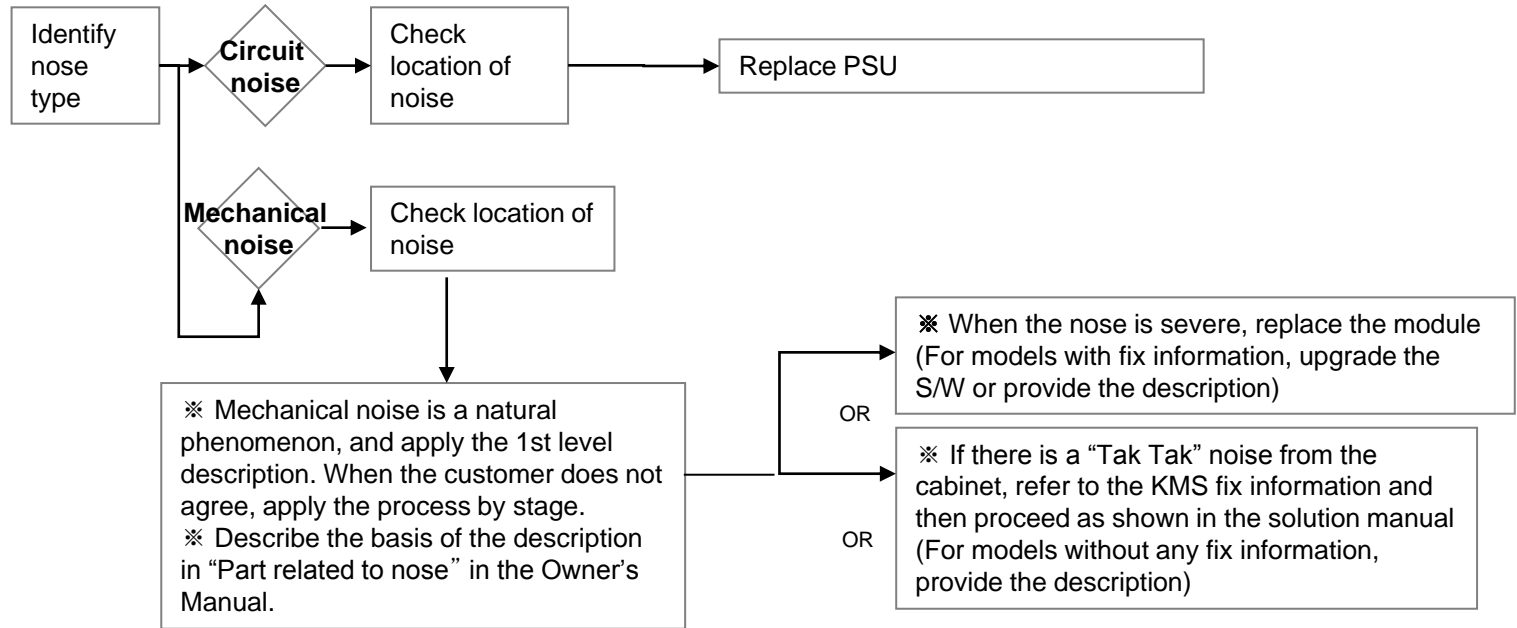 Identify
nose
type
Circuit
noise
Check
location of
noise
Replace PSU
Mechanical
noise
Check location of
noise
※ Mechanical noise is a natural
phenomenon, and apply the 1st level
description. When the customer does not
agree, apply the process by stage.
※ Describe the basis of the description
in “Part related to nose” in the Owner’s
Manual.
OR
OR
※ When the nose is severe, replace the module
(For models with fix information, upgrade the
S/W or provide the description)
※ If there is a “Tak Tak” noise from the
cabinet, refer to the KMS fix information and
then proceed as shown in the solution manual
(For models without any fix information,
provide the description)